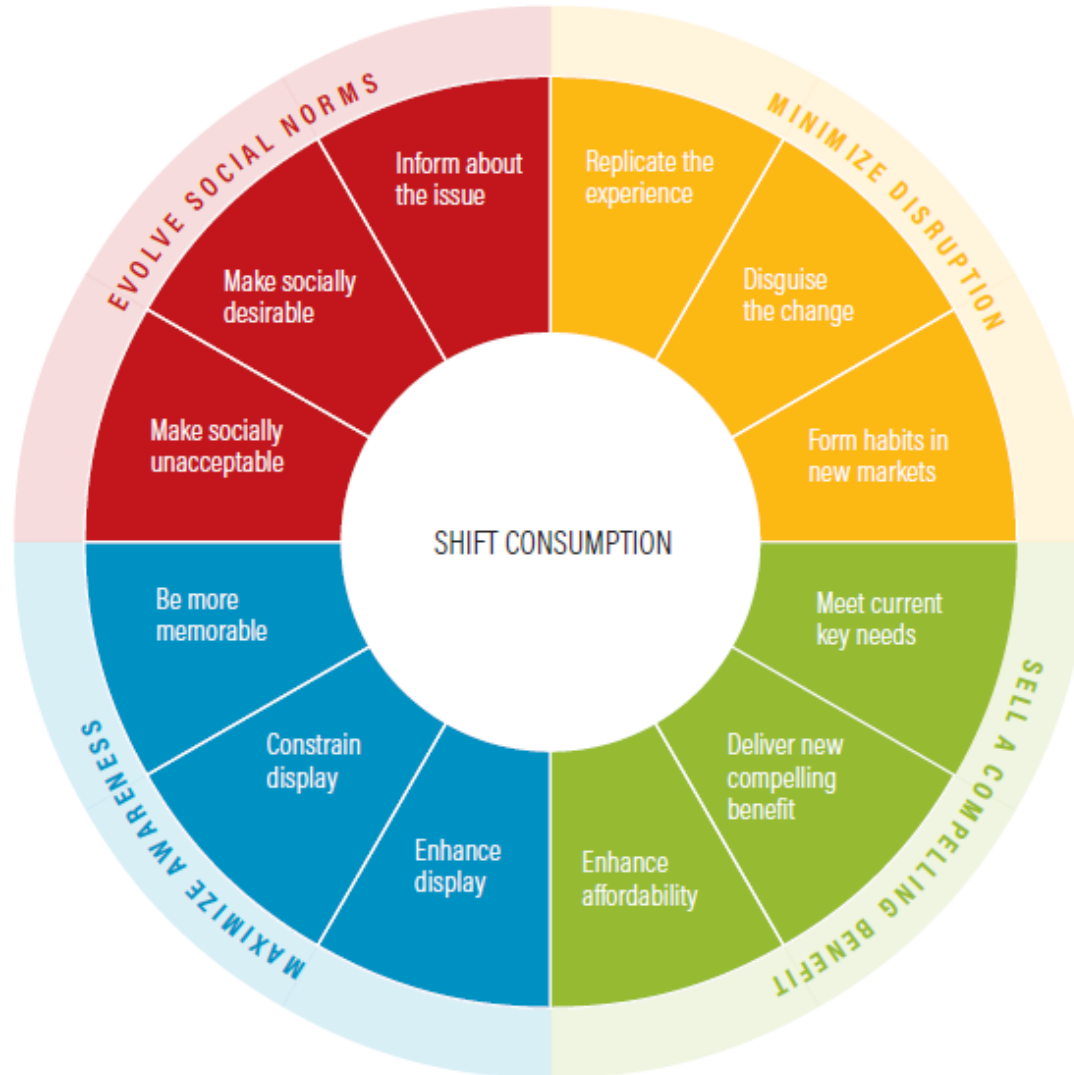 EVOLVE SOCIAL NORMS
MINIMIZE DISRUPTION
Inform about
the issue
Replicate the
experience
Make socially
desirable
Disguise
the change
Make socially
unacceptable
Form habits in
new markets
SHIFT CONSUMPTION
Be more
memorable
Meet current
key needs
Constrain
display
Deliver new
compelling
benefit
Enhance
display
Enhance
affordability
MAXIMIZE AWARENESS
SELL A COMPELLING BENEFIT